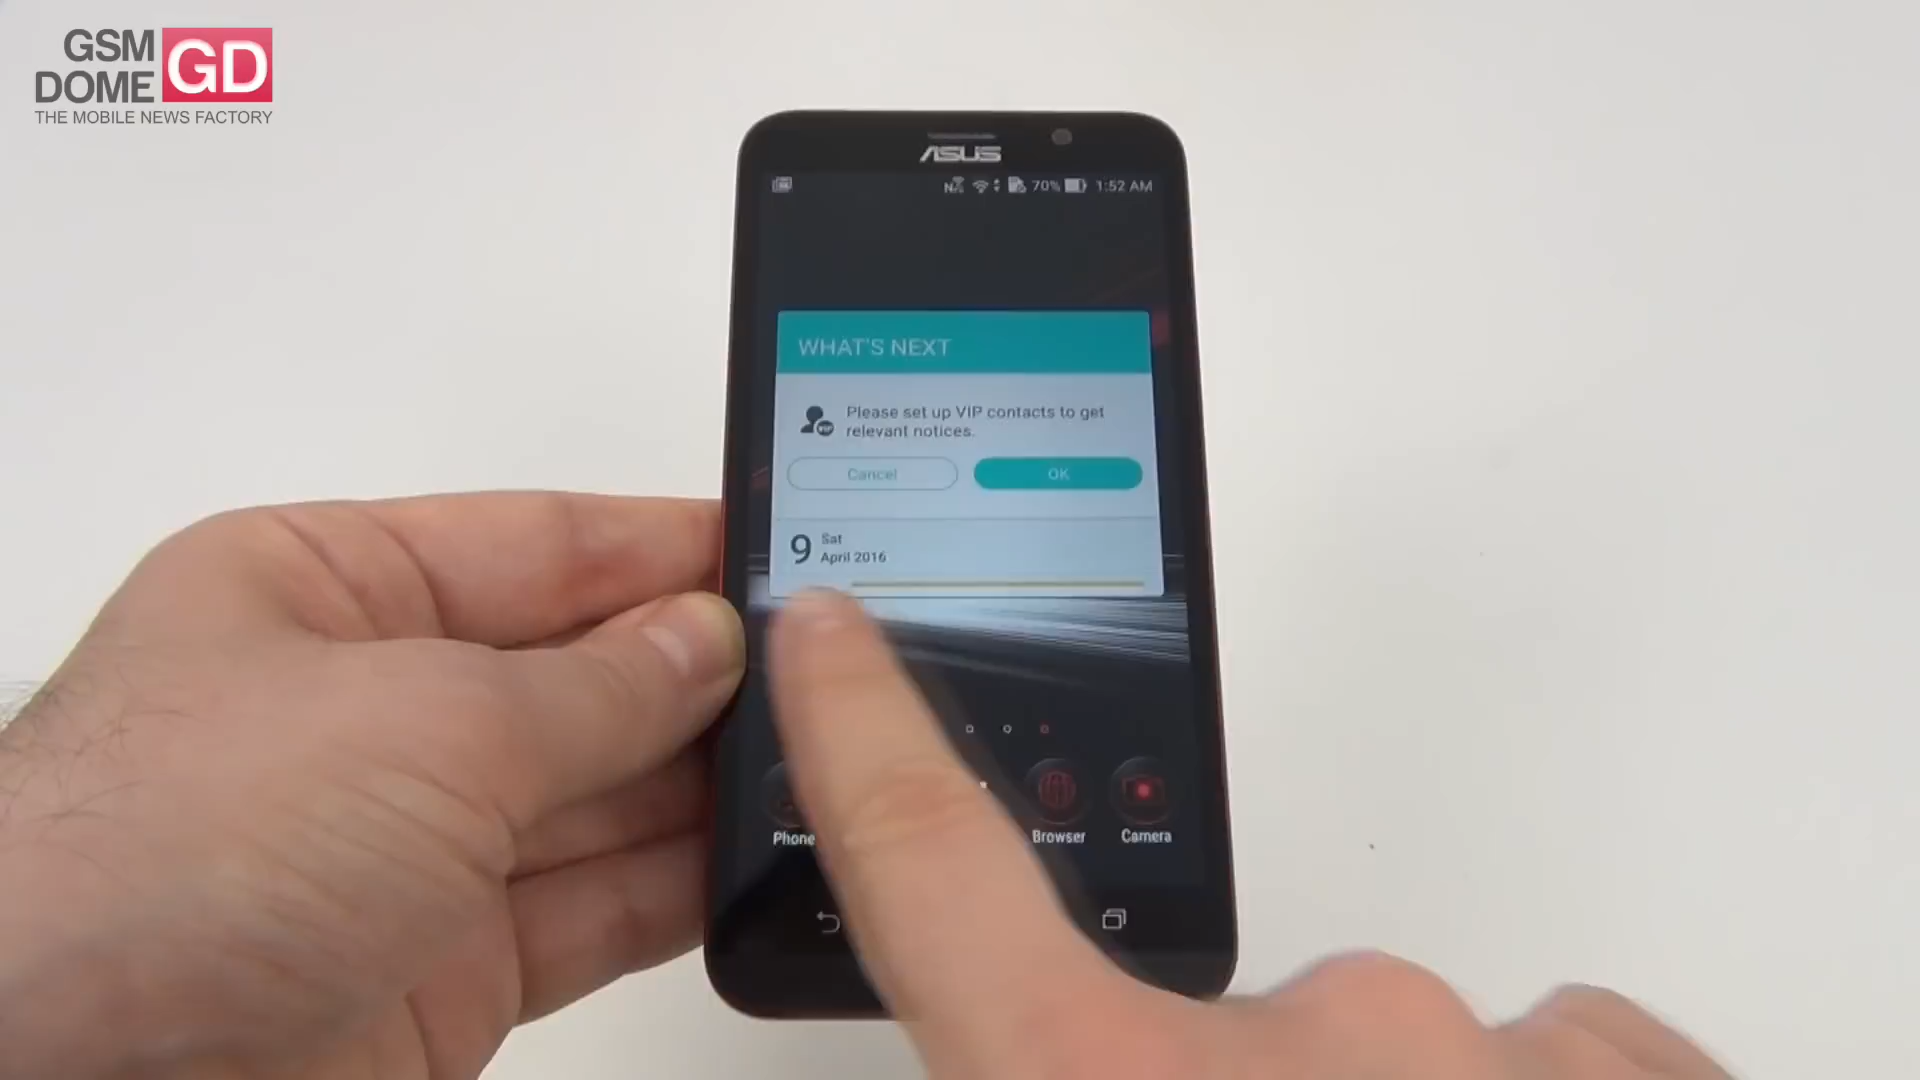 GSM
DOME
GD
THE MOBILE NEWS FACTORY
ASUS
70% 1:52 AM
WHAT'S NEXT
Please set up VIP contacts to get
relevant notices.
Cancel
OK
9
Sat
April 2016
Phone
Browser
Camera